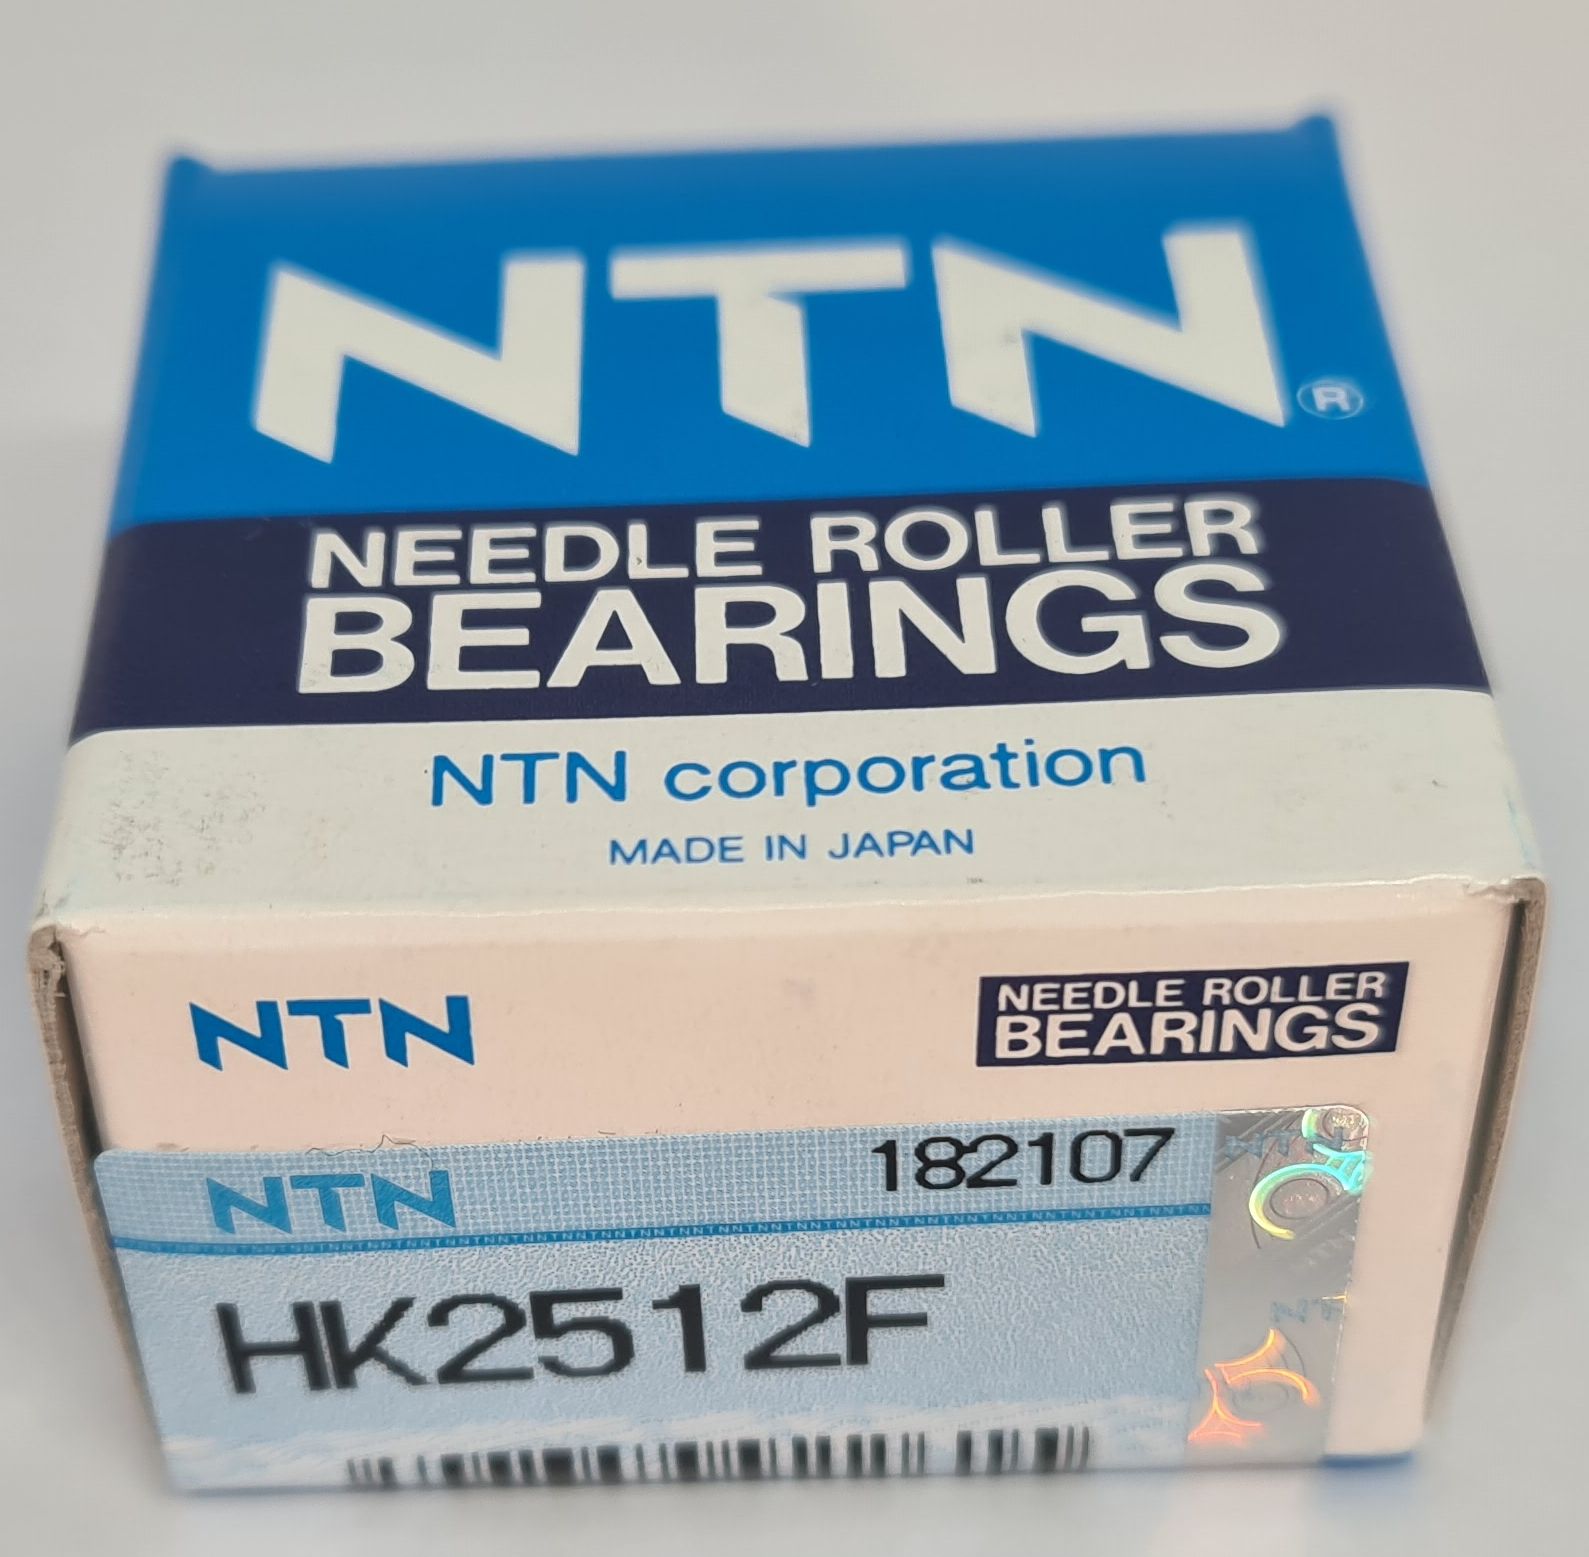 NTN®
NEEDLE ROLLER
BEARINGS
NTN corporation
MADE IN JAPAN
NTN
NEEDLE ROLLER
BEARINGS
NTN 182107
HK2512F